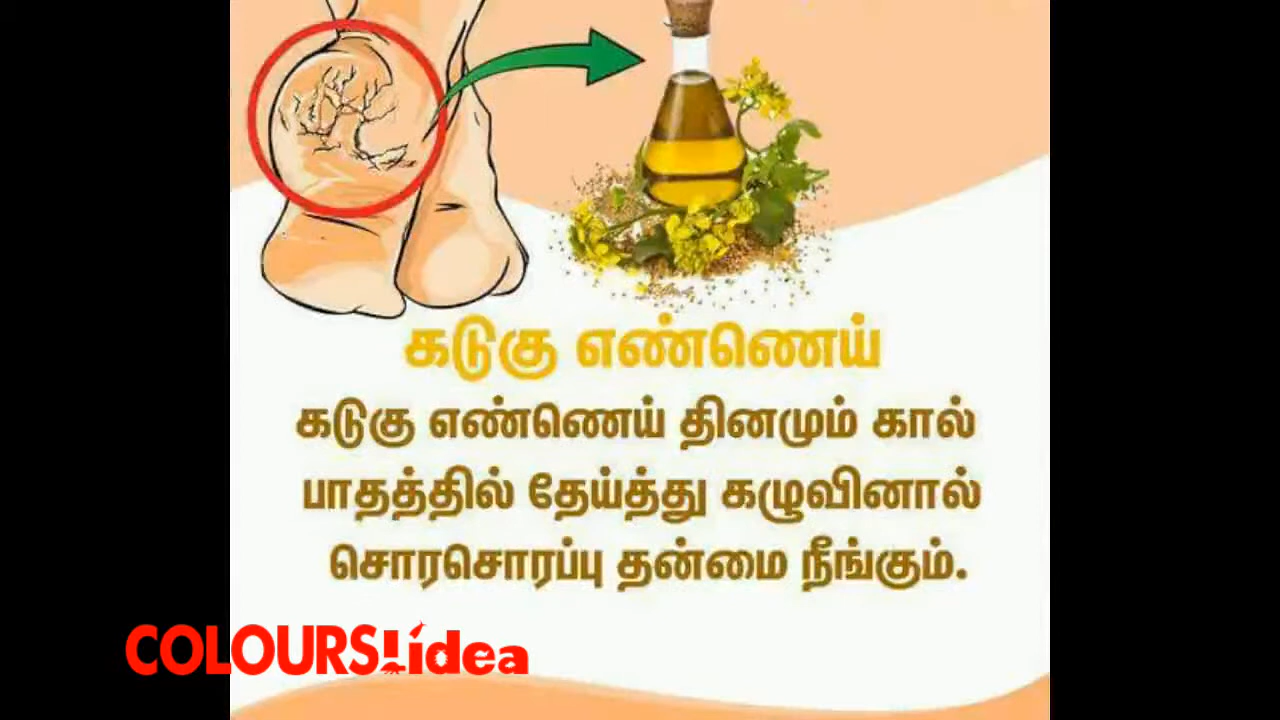 கடுகு எண்ணெய்
கடுகு எண்ணெய் தினமும் கால்
பாதத்தில் தேய்த்து கழுவினால்
சொரசொரப்பு தன்மை நீங்கும்.
COLOURS!.idea